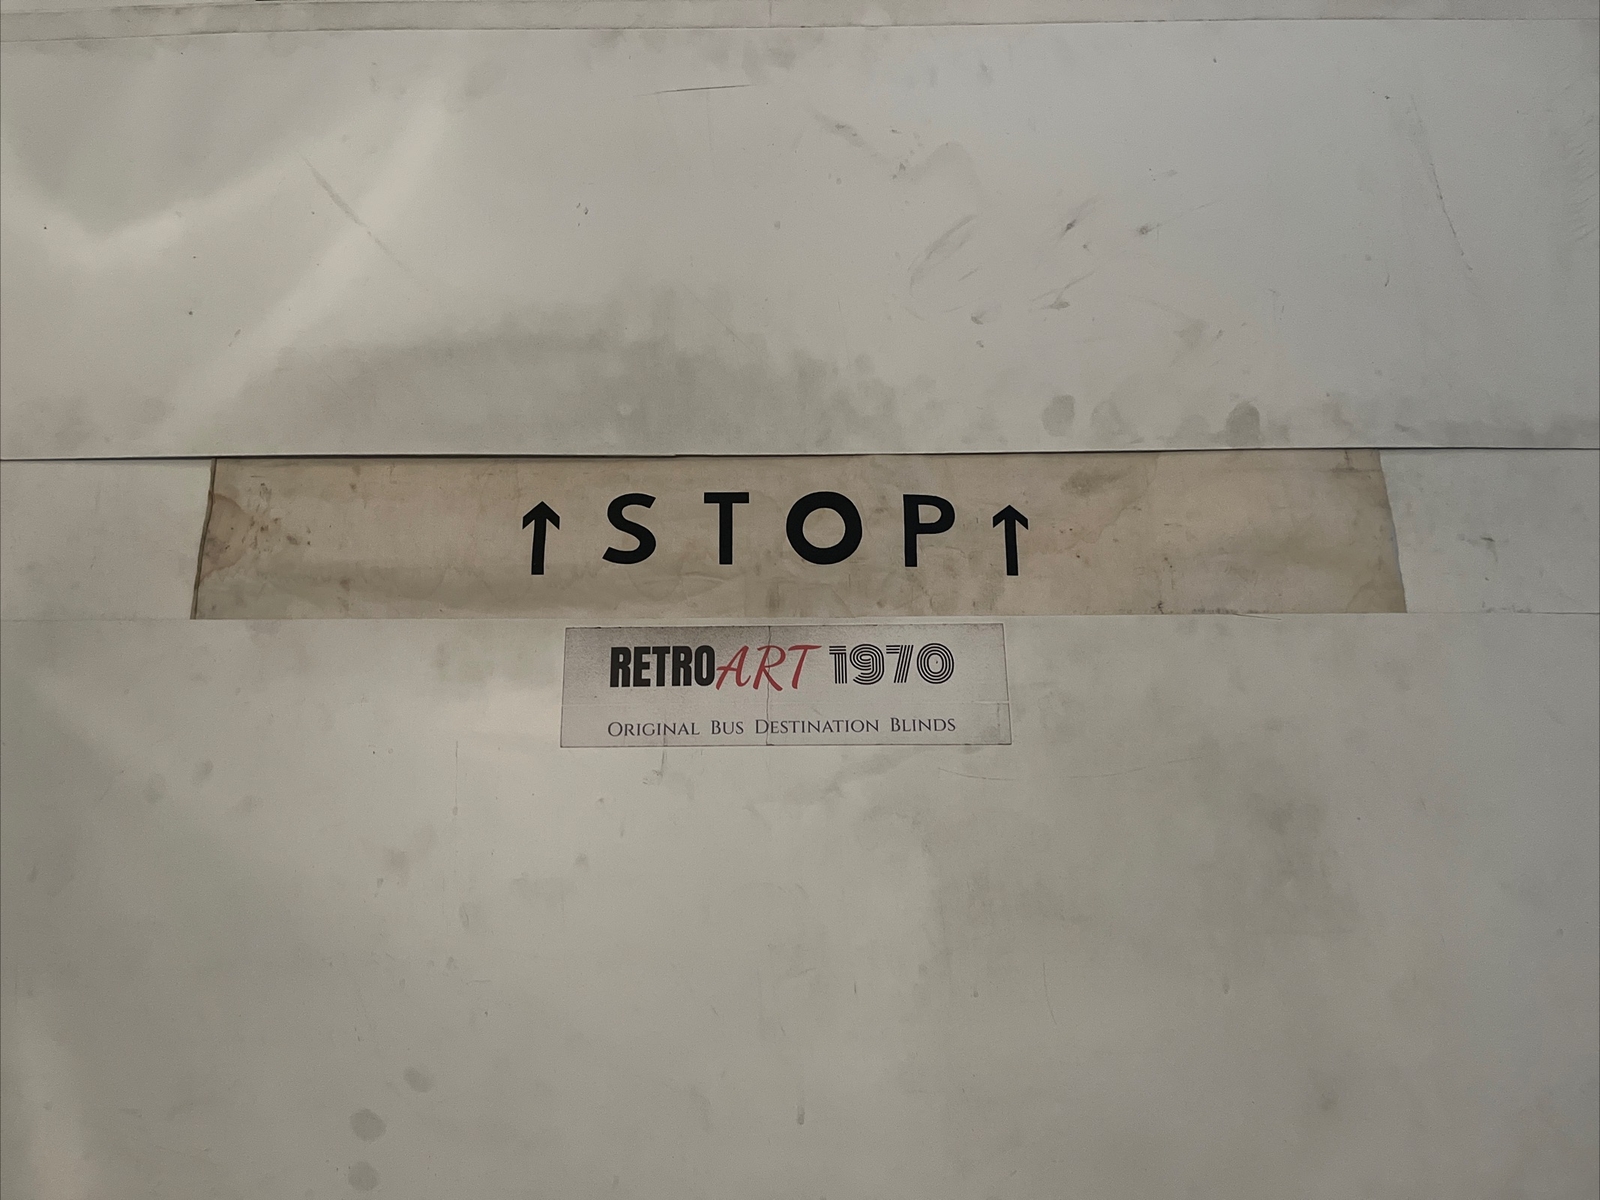 ↑STOP↑
RETROART 1970
ORIGINAL BUS DESTINATION BLINDS